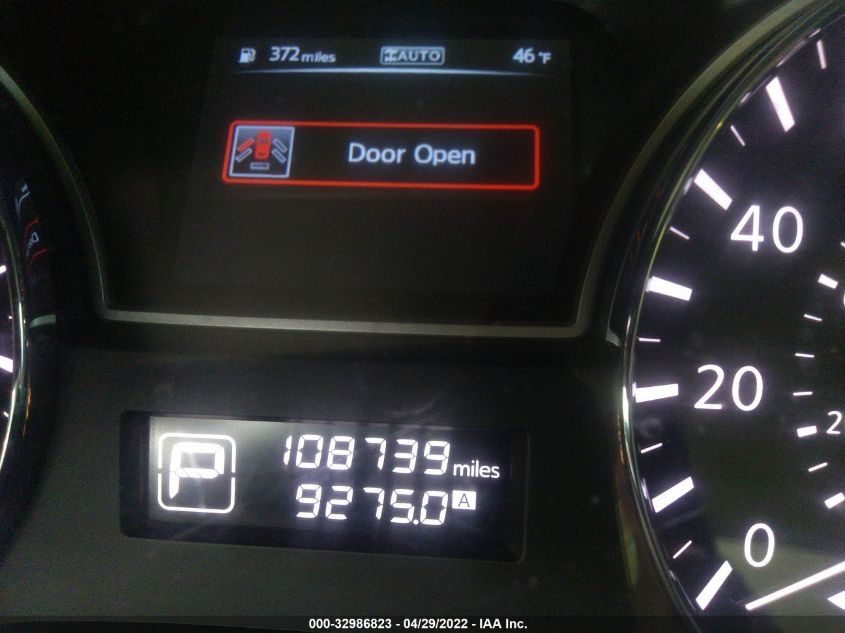 372 miles AUTO 46 °F
Door Open
40
20
0
P
108739 miles
9275.0 A
000-32986823 - 04/29/2022 - IAA Inc.